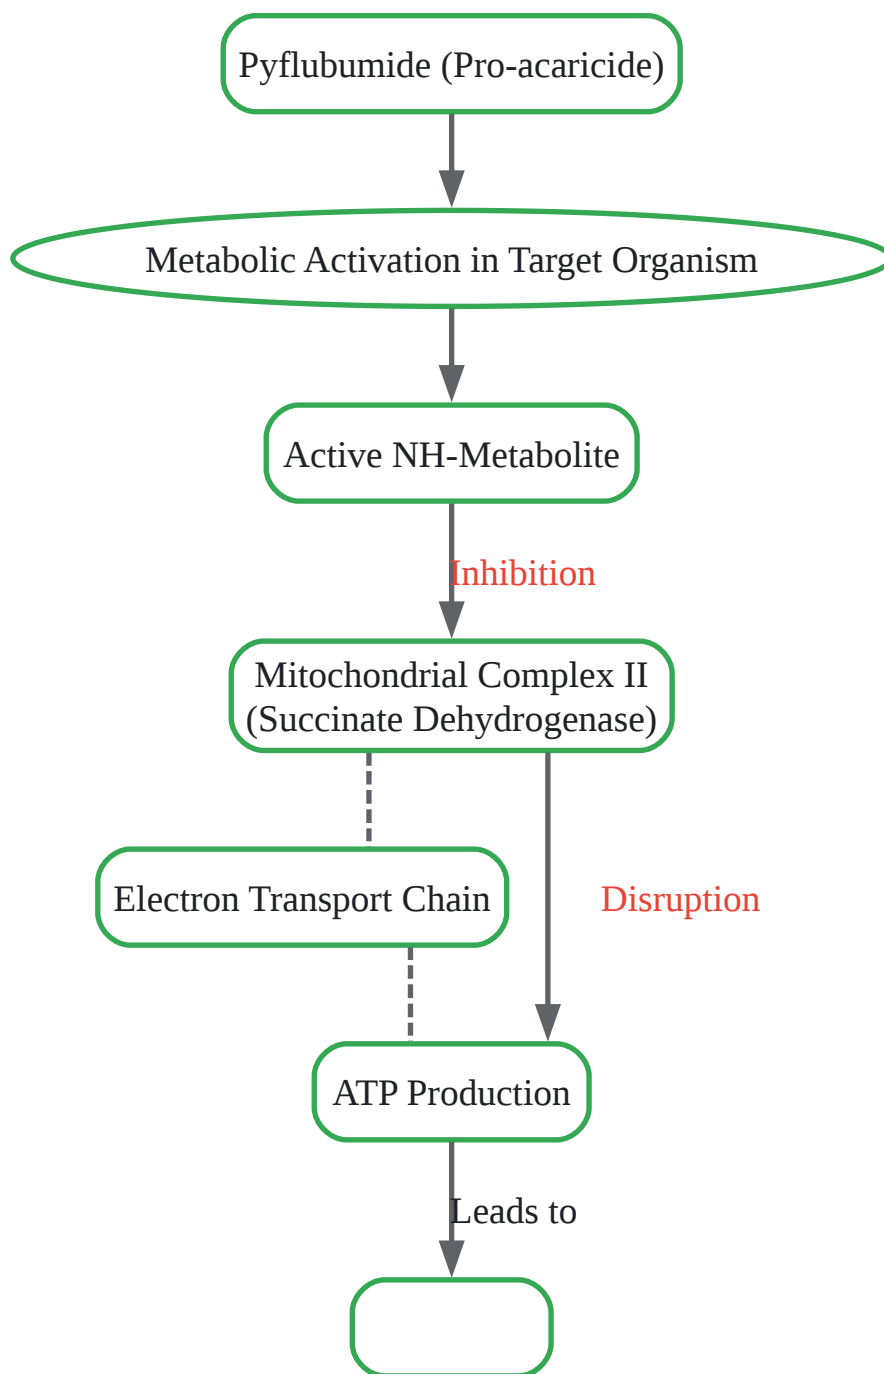 Pyflubumide (Pro-acaricide)
Metabolic Activation in Target Organism
Active NH-Metabolite
Inhibition
Mitochondrial Complex II
(Succinate Dehydrogenase)
Electron Transport Chain
Disruption
ATP Production
Leads to